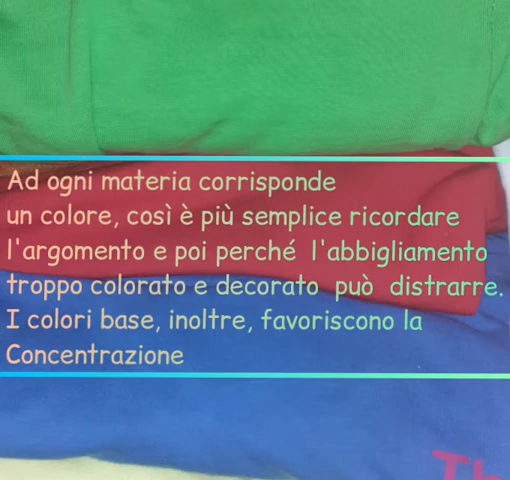 Ad ogni materia corrisponde
un colore, così è più semplice ricordare
l'argomento e poi perché l'abbigliamento
troppo colorato e decorato può distrarre.
I colori base, inoltre, favoriscono la
Concentrazione
Th